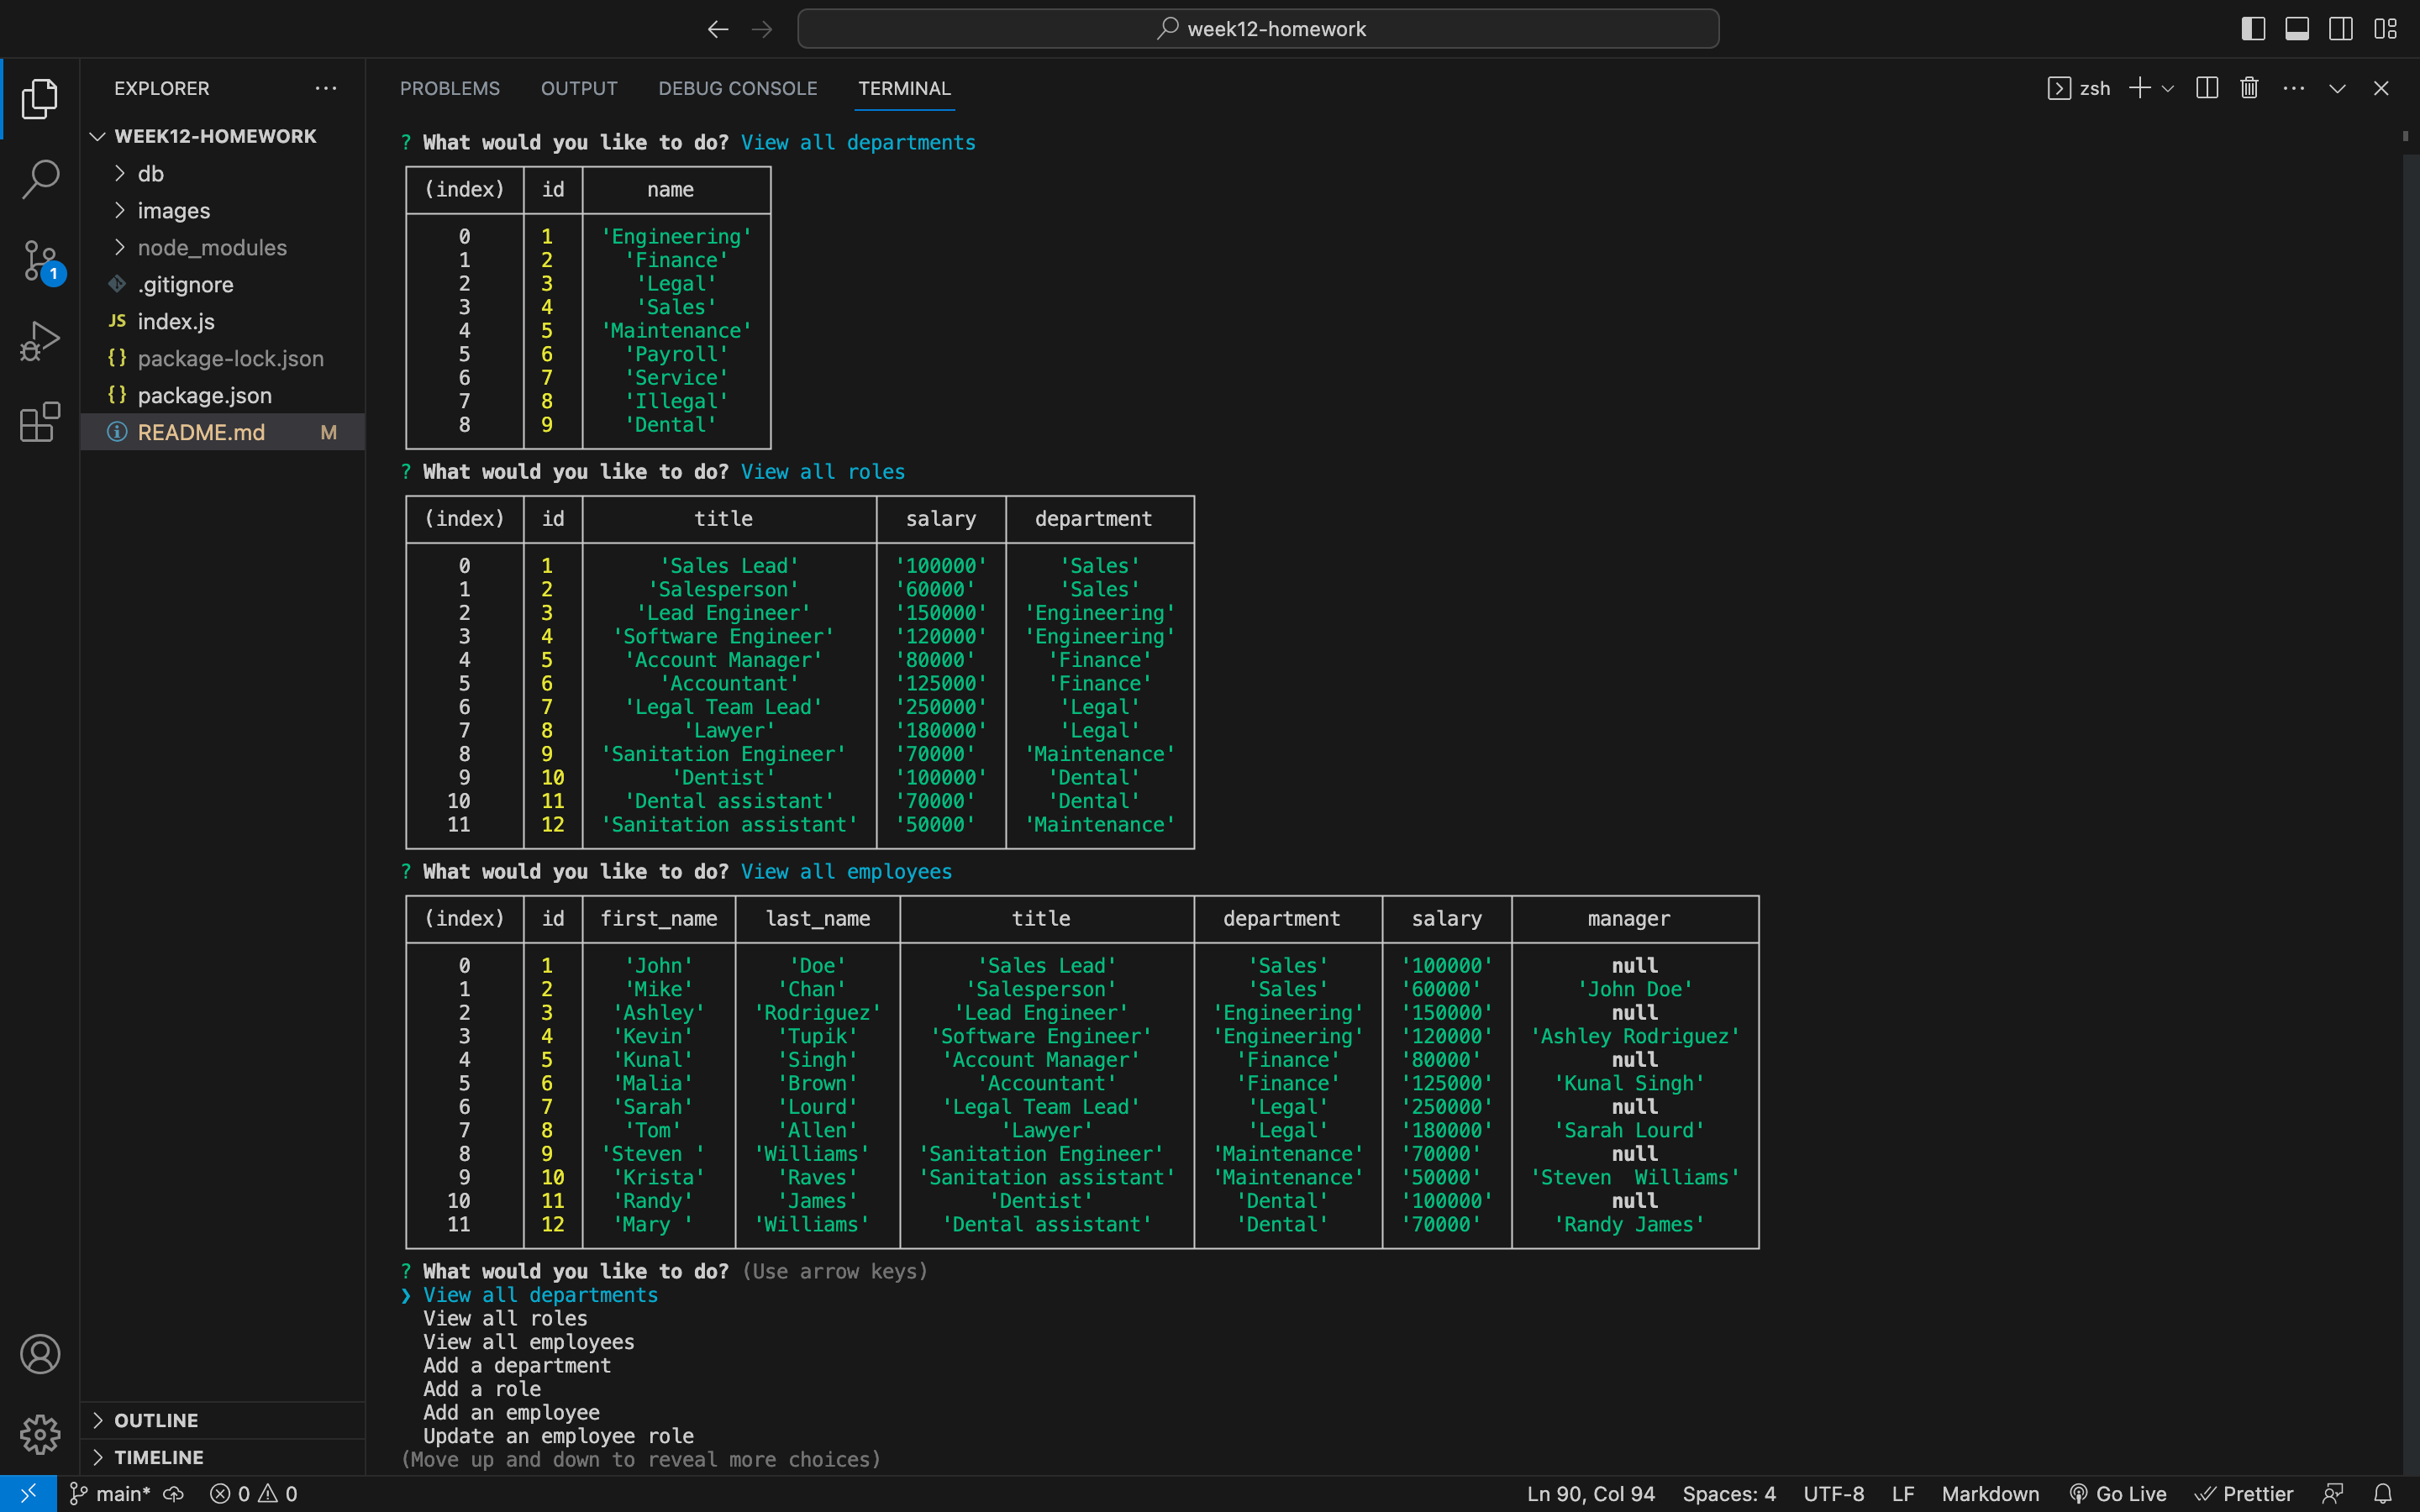 week12-homework
EXPLORER
PROBLEMS OUTPUT DEBUG CONSOLE TERMINAL
zsh
WEEK12-HOMEWORK
db
images
node_modules
.gitignore
JS index.js
{} package-lock.json
{} package.json
README.md M
1
OUTLINE
TIMELINE
? What would you like to do? View all departments
(index) id name
0 1 'Engineering'
1 2 'Finance'
2 3 'Legal'
3 4 'Sales'
4 5 'Maintenance'
5 6 'Payroll'
6 7 'Service'
7 8 'Illegal'
8 9 'Dental'
? What would you like to do? View all roles
(index) id title salary department
0 1 'Sales Lead' '100000' 'Sales'
1 2 'Salesperson' '60000' 'Sales'
2 3 'Lead Engineer' '150000' 'Engineering'
3 4 'Software Engineer' '120000' 'Engineering'
4 5 'Account Manager' '80000' 'Finance'
5 6 'Accountant' '125000' 'Finance'
6 7 'Legal Team Lead' '250000' 'Legal'
7 8 'Lawyer' '180000' 'Legal'
8 9 'Sanitation Engineer' '70000' 'Maintenance'
9 10 'Dentist' '100000' 'Dental'
10 11 'Dental assistant' '70000' 'Dental'
11 12 'Sanitation assistant' '50000' 'Maintenance'
? What would you like to do? View all employees
(index) id first_name last_name title department salary manager
0 1 'John' 'Doe' 'Sales Lead' 'Sales' '100000' null
1 2 'Mike' 'Chan' 'Salesperson' 'Sales' '60000' 'John Doe'
2 3 'Ashley' 'Rodriguez' 'Lead Engineer' 'Engineering' '150000' null
3 4 'Kevin' 'Tupik' 'Software Engineer' 'Engineering' '120000' 'Ashley Rodriguez'
4 5 'Kunal' 'Singh' 'Account Manager' 'Finance' '80000' null
5 6 'Malia' 'Brown' 'Accountant' 'Finance' '125000' 'Kunal Singh'
6 7 'Sarah' 'Lourd' 'Legal Team Lead' 'Legal' '250000' null
7 8 'Tom' 'Allen' 'Lawyer' 'Legal' '180000' 'Sarah Lourd'
8 9 'Steven ' 'Williams' 'Sanitation Engineer' 'Maintenance' '70000' null
9 10 'Krista' 'Raves' 'Sanitation assistant' 'Maintenance' '50000' 'Steven  Williams'
10 11 'Randy' 'James' 'Dentist' 'Dental' '100000' null
11 12 'Mary ' 'Williams' 'Dental assistant' 'Dental' '70000' 'Randy James'
? What would you like to do? (Use arrow keys)
❯ View all departments
View all roles
View all employees
Add a department
Add a role
Add an employee
Update an employee role
(Move up and down to reveal more choices)
main* 0 0 Ln 90, Col 94 Spaces: 4 UTF-8 LF Markdown Go Live Prettier